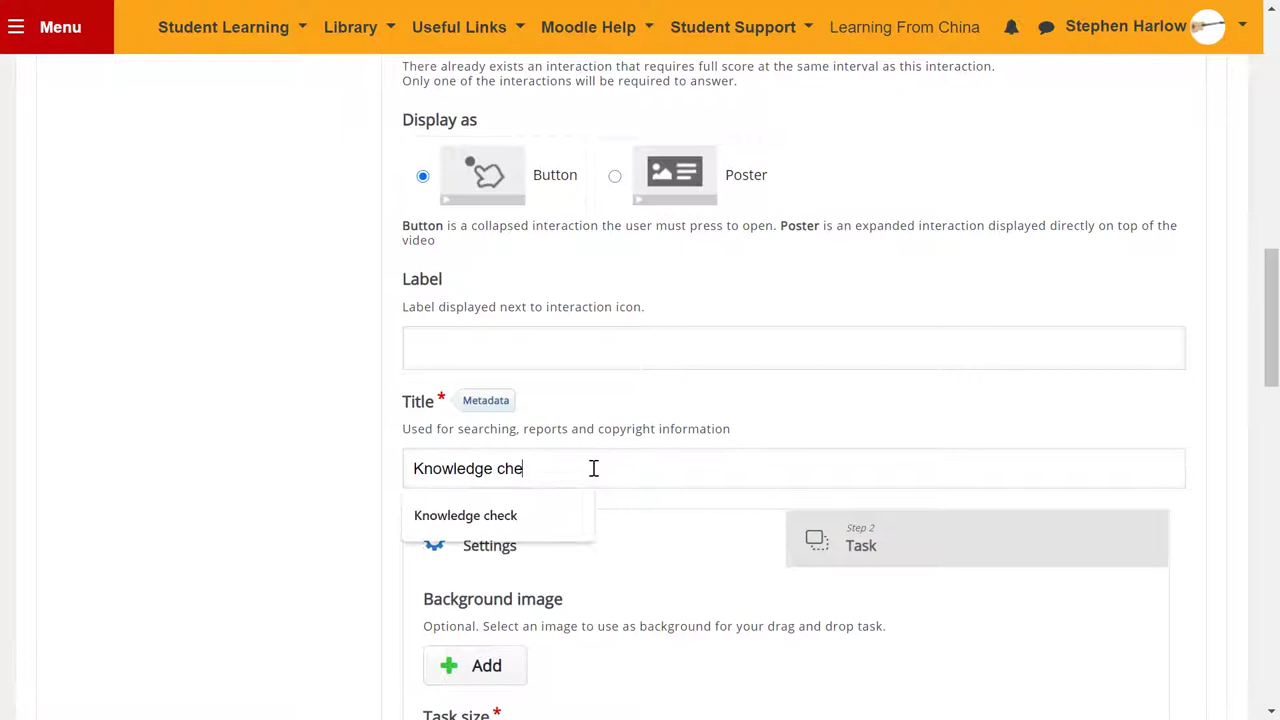 Menu
Student Learning
Library
Useful Links
Moodle Help
Student Support
Learning From China
Stephen Harlow
There already exists an interaction that requires full score at the same interval as this interaction.
Only one of the interactions will be required to answer.
Display as
Button
Poster
Button is a collapsed interaction the user must press to open. Poster is an expanded interaction displayed directly on top of the
video
Label
Label displayed next to interaction icon.
Title * Metadata
Used for searching, reports and copyright information
Knowledge che
Knowledge check
Settings
Step 2
Task
Background image
Optional. Select an image to use as background for your drag and drop task.
Add
Task size *